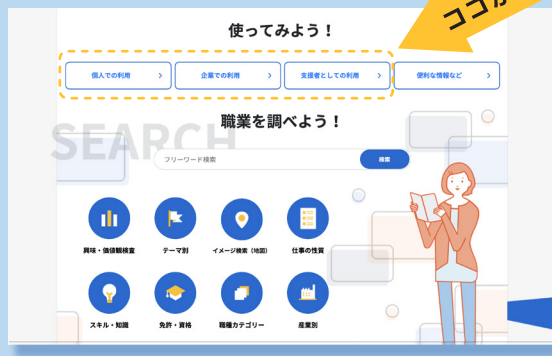 ココが
使ってみよう！
個人での利用 >
企業での利用 >
支援者としての利用 >
便利な情報など >
SEARCH
職業を調べよう！
フリーワード検索
検索
興味・価値観検査
テーマ別
イメージ検索（地図）
仕事の性質
スキル・知識
免許・資格
職種カテゴリー
産業別